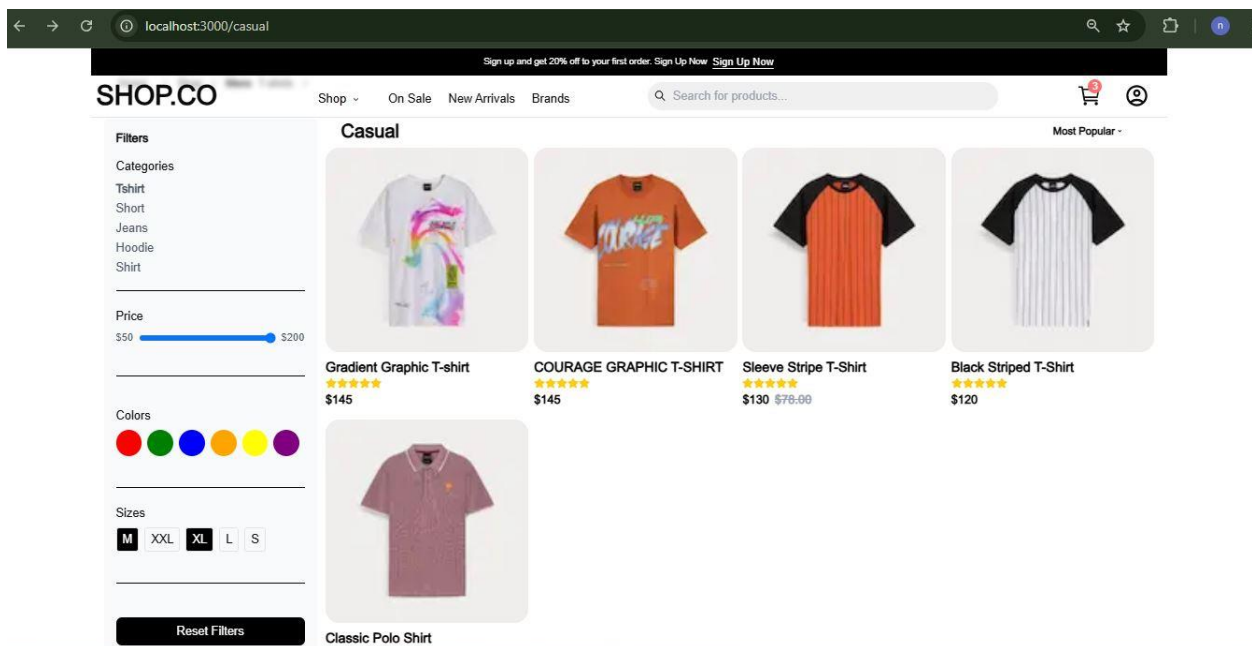 localhost:3000/casual
n
Sign up and get 20% off to your first order. Sign Up Now Sign Up Now
SHOP.CO
Shop
On Sale
New Arrivals
Brands
Search for products...
3
Filters
Categories
Tshirt
Short
Jeans
Hoodie
Shirt
Price
$50
$200
Colors
Sizes
M XXL XL L S
Reset Filters
Casual
Most Popular
Gradient Graphic T-shirt
$145
COURAGE GRAPHIC T-SHIRT
COURAGE
$145
Sleeve Stripe T-Shirt
$130 $78.00
Black Striped T-Shirt
$120
Classic Polo Shirt